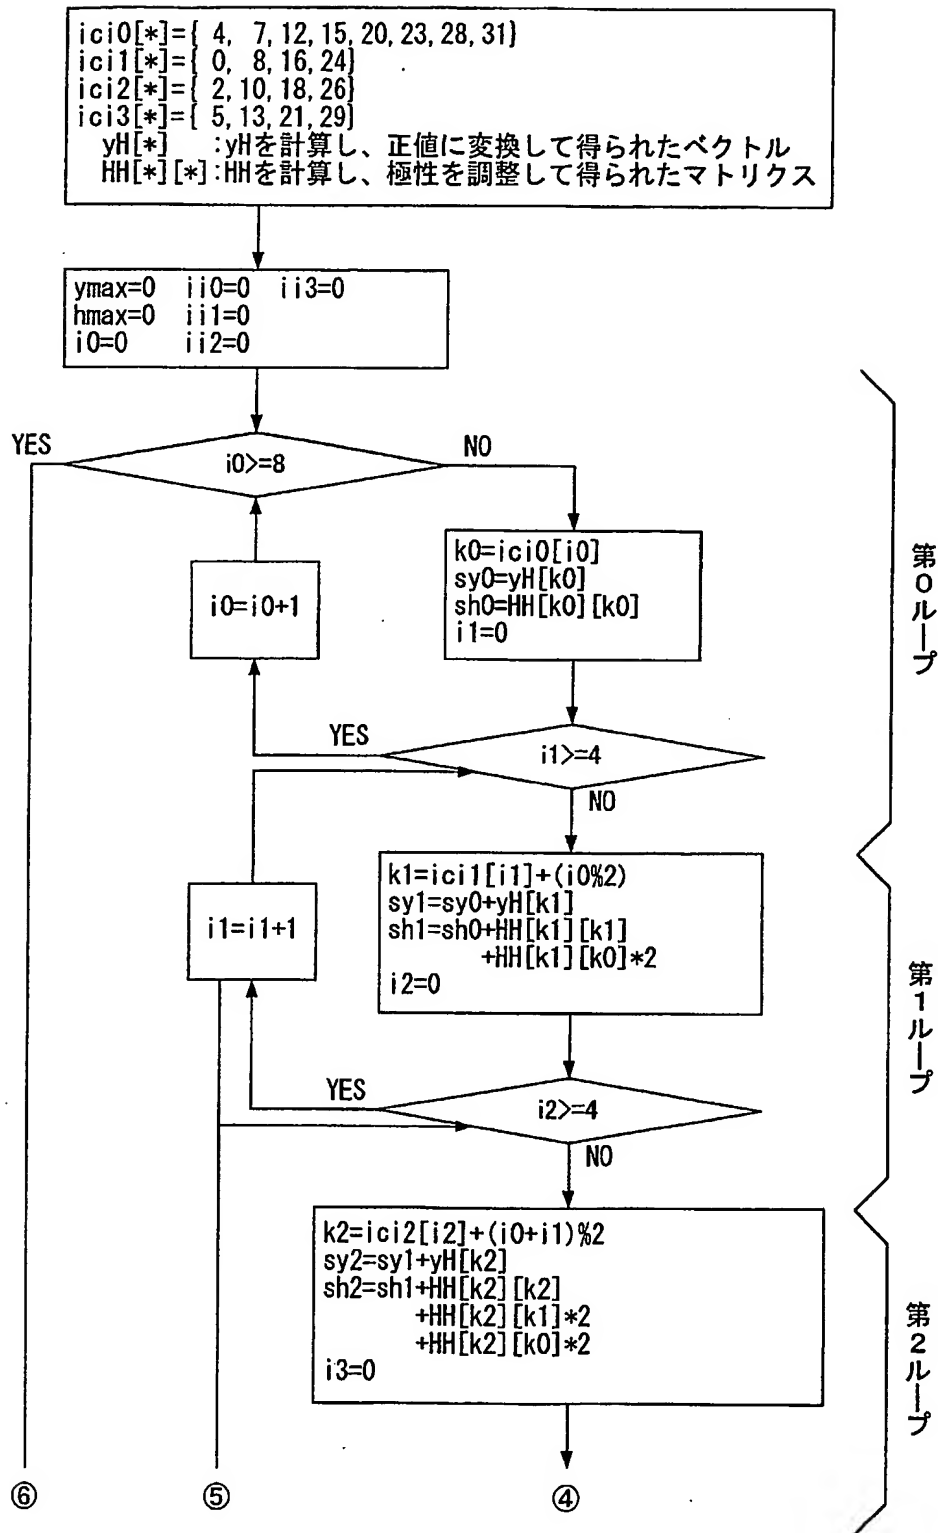 ici0[*]={ 4, 7,12,15,20,23,28,31}
ici1[*]={ 0, 8,16,24}
ici2[*]={ 2,10,18,26}
ici3[*]={ 5,13,21,29}
yH[*] :yHを計算し、正値に変換して得られたベクトル
HH[*][*]:HHを計算し、極性を調整して得られたマトリクス
ymax=0 ii0=0 ii3=0
hmax=0 ii1=0
i0=0 ii2=0
YES
i0>=8
NO
k0=ici0[i0]
sy0=yH[k0]
sh0=HH[k0][k0]
i1=0
i0=i0+1
第0ループ
YES
i1>=4
NO
k1=ici1[i1]+(i0%2)
sy1=sy0+yH[k1]
sh1=sh0+HH[k1][k1]
+HH[k1][k0]*2
i2=0
i1=i1+1
第1ループ
YES
i2>=4
NO
k2=ici2[i2]+(i0+i1)%2
sy2=sy1+yH[k2]
sh2=sh1+HH[k2][k2]
+HH[k2][k1]*2
+HH[k2][k0]*2
i3=0
第2ループ
⑥ ⑤ ④